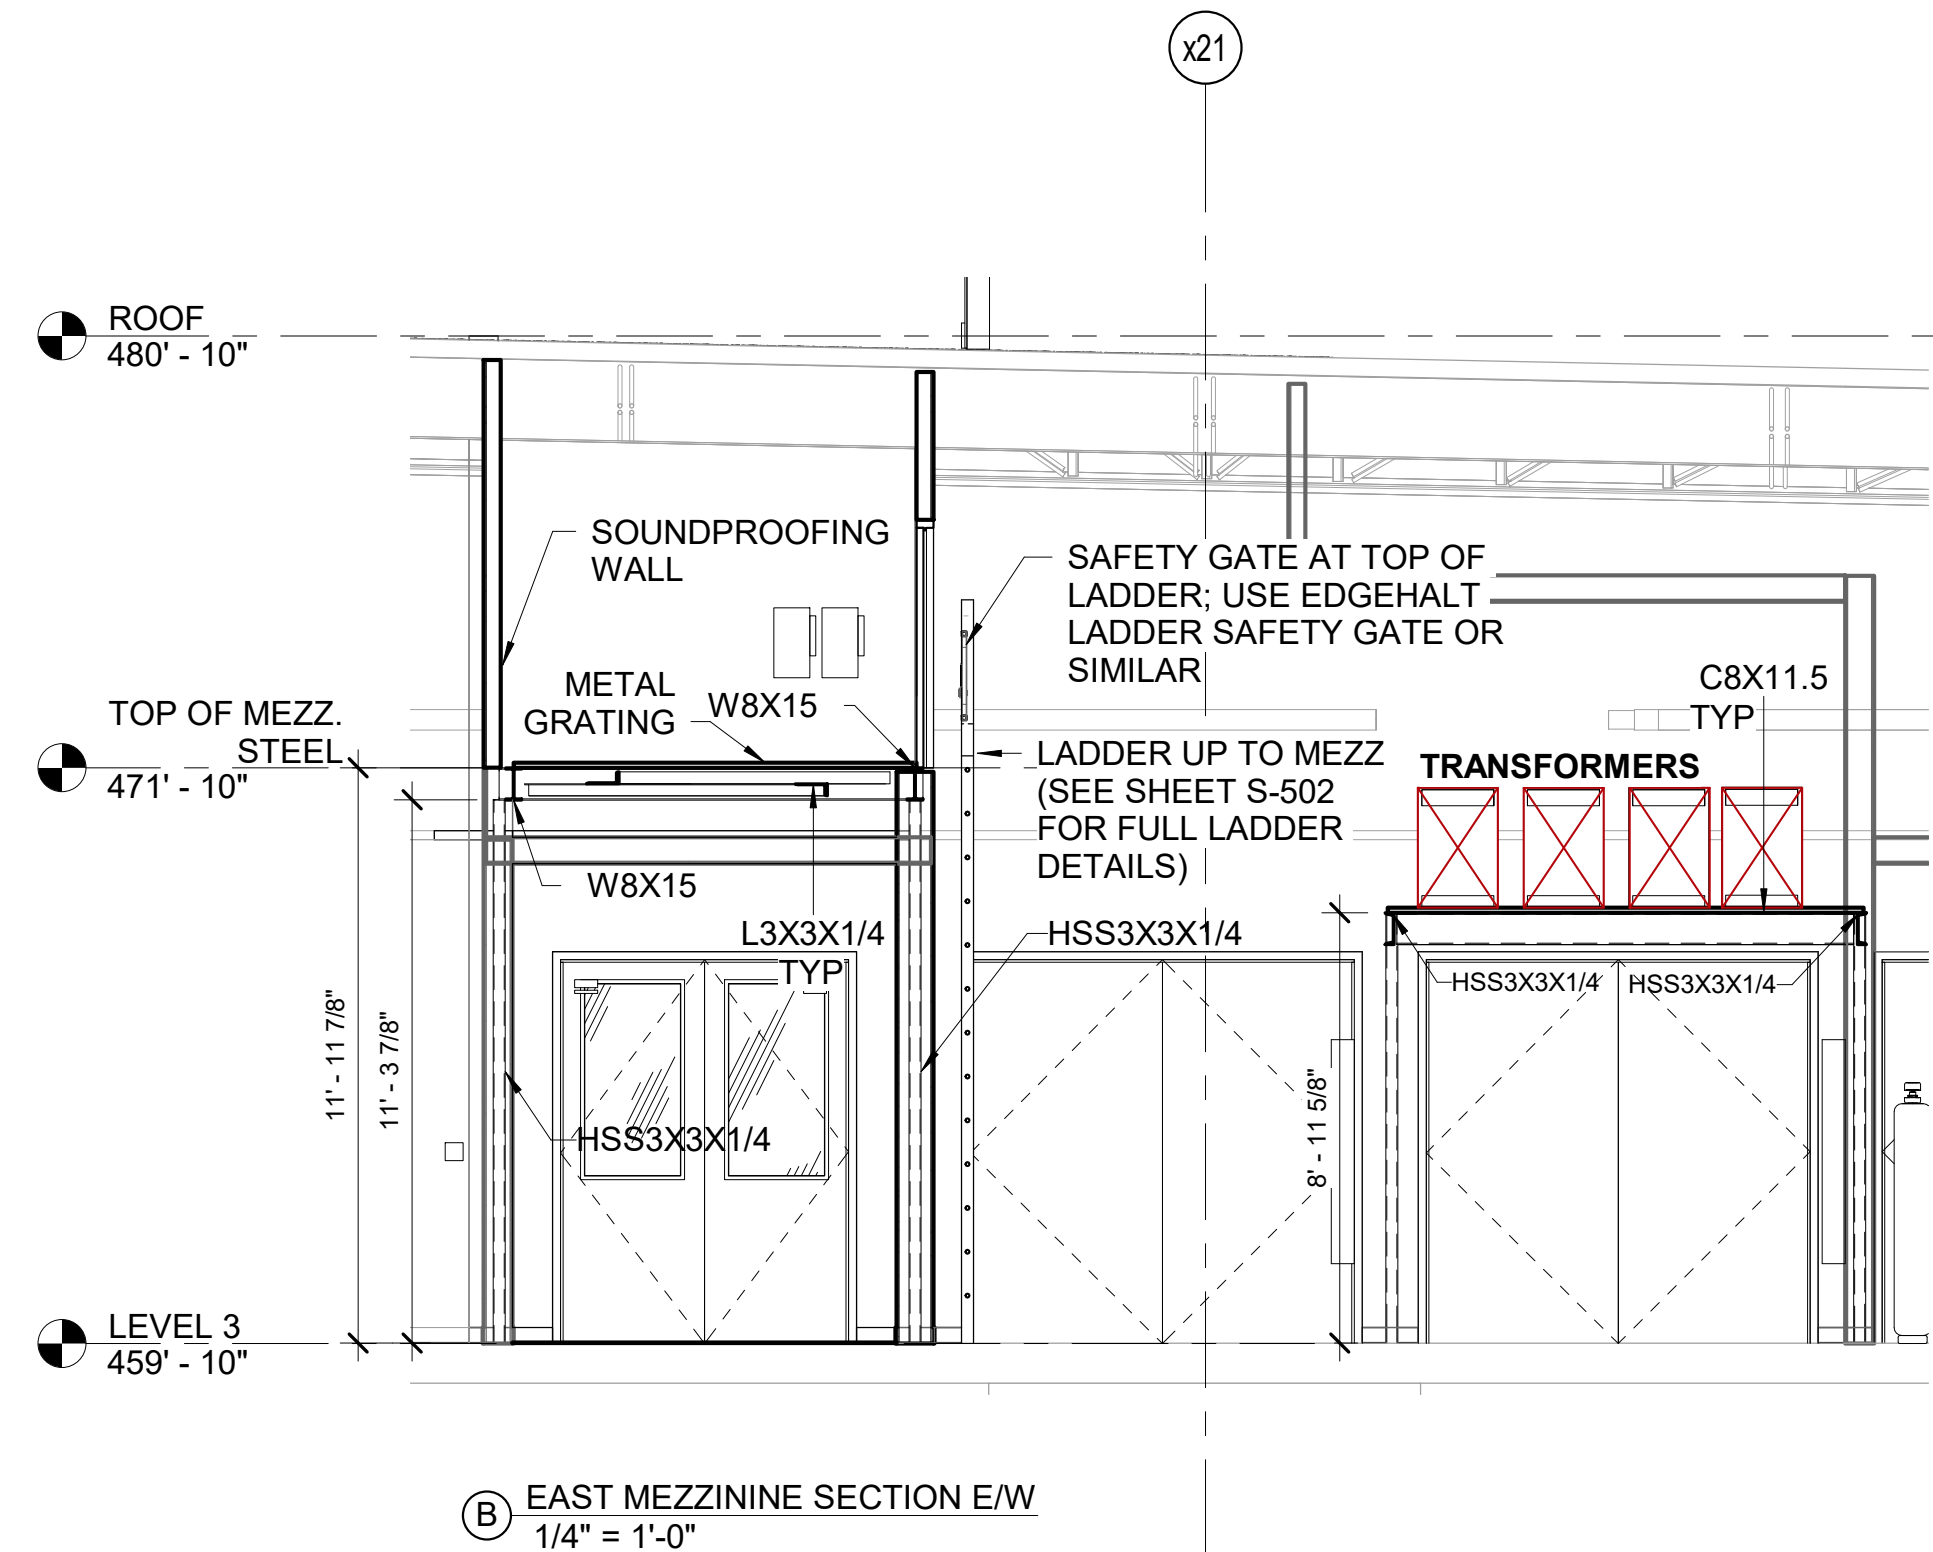 x21
ROOF
480' - 10"
SOUNDPROOFING
WALL
SAFETY GATE AT TOP OF
LADDER; USE EDGEHALT
LADDER SAFETY GATE OR
SIMILAR
C8X11.5
TYP
METAL
GRATING
W8X15
TOP OF MEZZ.
STEEL
471' - 10"
LADDER UP TO MEZZ
(SEE SHEET S-502
FOR FULL LADDER
DETAILS)
TRANSFORMERS
W8X15
L3X3X1/4
TYP
HSS3X3X1/4
HSS3X3X1/4
HSS3X3X1/4
11' - 11 7/8"
11' - 3 7/8"
8' - 11 5/8"
HSS3X3X1/4
LEVEL 3
459' - 10"
B
EAST MEZZININE SECTION E/W
1/4" = 1'-0"